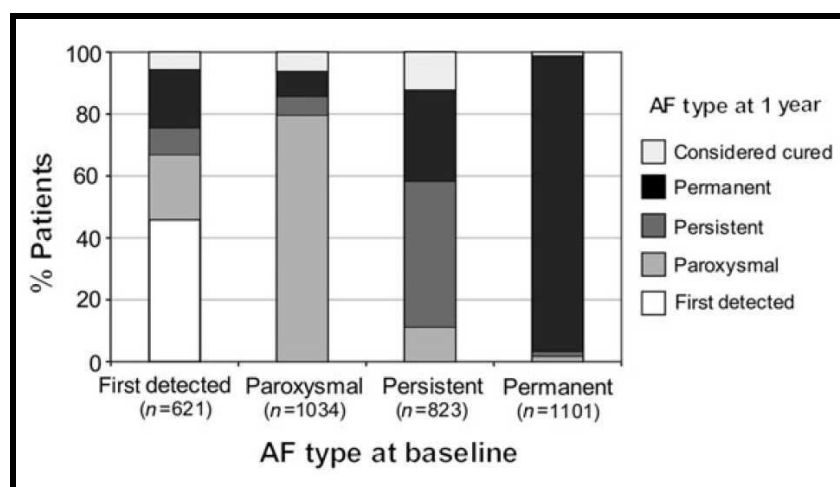 100
80
60
40
20
0
% Patients
First detected
(n=621)
Paroxysmal
(n=1034)
Persistent
(n=823)
Permanent
(n=1101)
AF type at baseline
AF type at 1 year
Considered cured
Permanent
Persistent
Paroxysmal
First detected